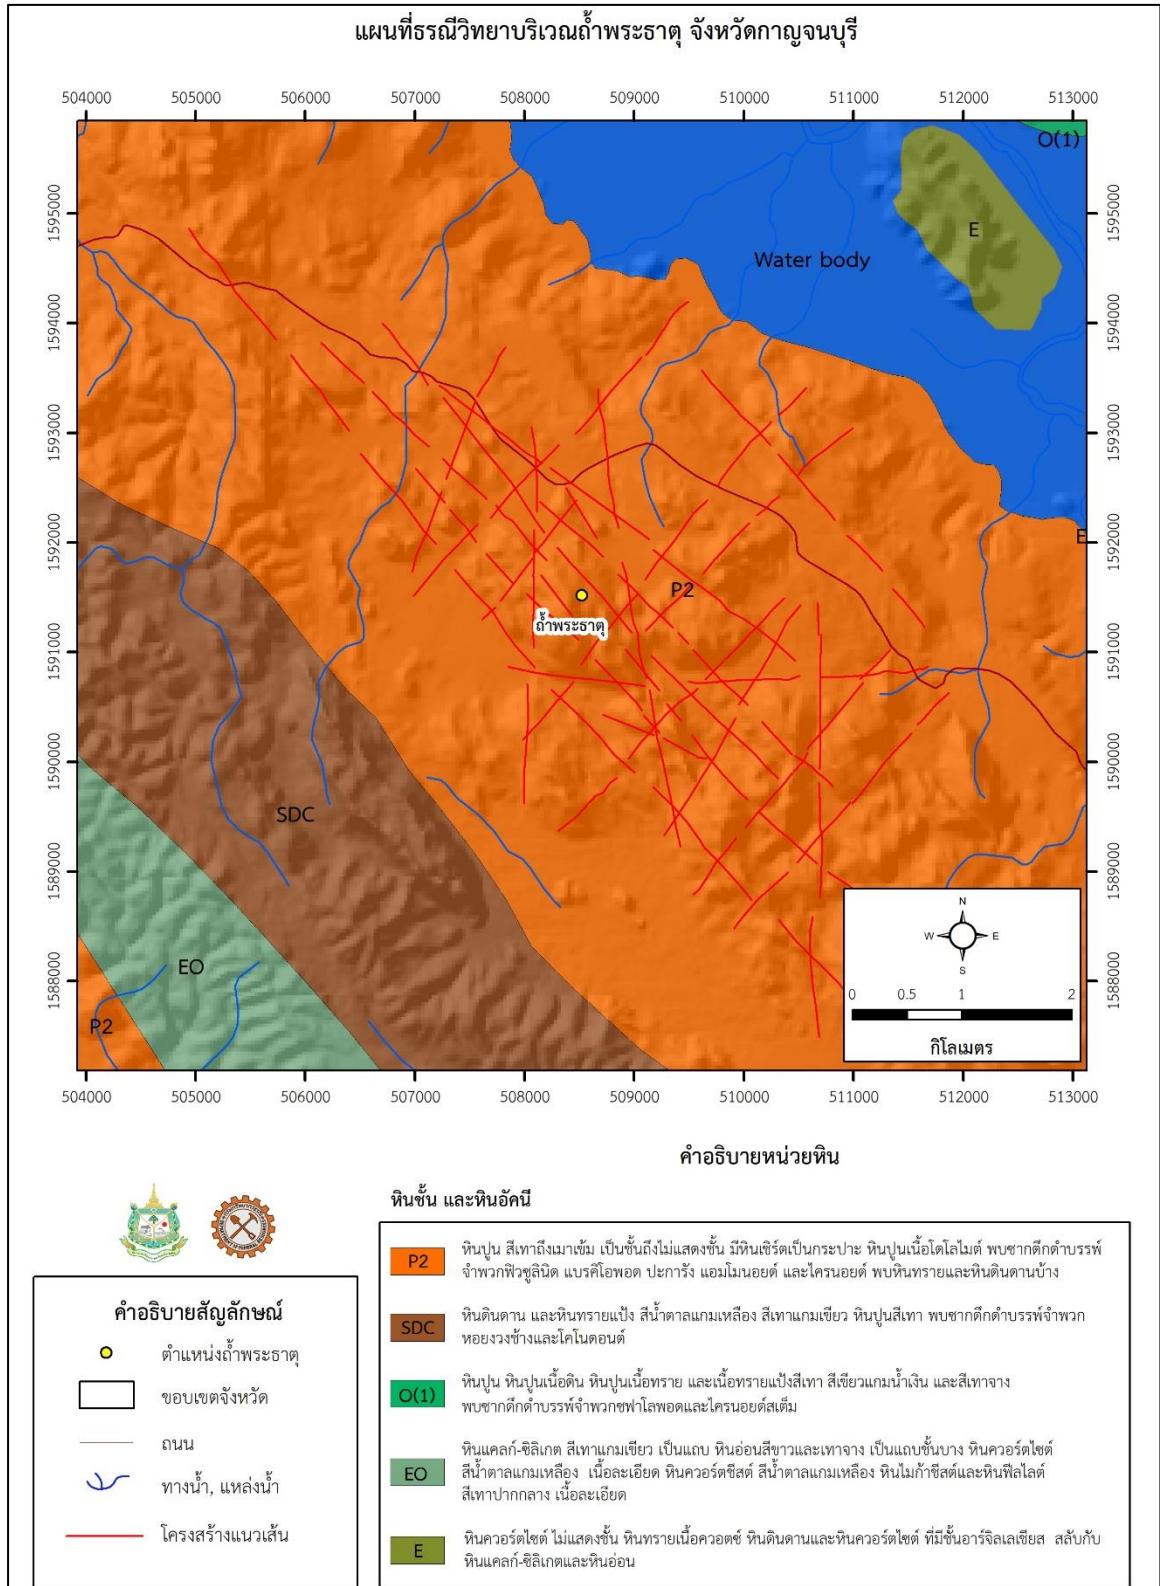 แผนที่ธรณีวิทยาบริเวณถ้ำพระธาตุ จังหวัดกาญจนบุรี
504000 505000 506000 507000 508000 509000 510000 511000 512000 513000
O(1)
1595000 1595000
E
Water body
1594000 1594000
1593000 1593000
1592000 1592000
E
P2
ถ้ำพระธาตุ
1591000 1591000
1590000 1590000
SDC
1589000 1589000
N
W E
S
EO
1588000 1588000
0 0.5 1 2
P2
กิโลเมตร
504000 505000 506000 507000 508000 509000 510000 511000 512000 513000
คำอธิบายหน่วยหิน
หินชั้น และหินอัคนี
P2 หินปูน สีเทาถึงเมาเข้ม เป็นชั้นถึงไม่แสดงชั้น มีหินเชิร์ตเป็นกระเปาะ หินปูนเนื้อโดโลไมต์ พบซากดึกดำบรรพ์
จำพวกฟิวซูลินิด แบรคิโอพอด ปะการัง แอมโมนอยด์ และไครนอยด์ พบหินทรายและหินดินดานบ้าง
SDC หินดินดาน และหินทรายแป้ง สีน้ำตาลแกมเหลือง สีเทาแกมเขียว หินปูนสีเทา พบซากดึกดำบรรพ์จำพวก
หอยงวงช้างและโคโนดอนต์
O(1) หินปูน หินปูนเนื้อดิน หินปูนเนื้อทราย และเนื้อทรายแป้งสีเทา สีเขียวแกมน้ำเงิน และสีเทาจาง
พบซากดึกดำบรรพ์จำพวกซฟาโลพอดและไครนอยด์สเต็ม
EO หินแคลก์-ซิลิเกต สีเทาแกมเขียว เป็นแถบ หินอ่อนสีขาวและเทาจาง เป็นแถบชั้นบาง หินควอร์ตไซต์
สีน้ำตาลแกมเหลือง เนื้อละเอียด หินควอร์ตชีสต์ สีน้ำตาลแกมเหลือง หินไมก้าชีสต์และหินฟิลไลต์
สีเทาปากกลาง เนื้อละเอียด
E หินควอร์ตไซต์ ไม่แสดงชั้น หินทรายเนื้อควอตซ์ หินดินดานและหินควอร์ตไซต์ ที่มีชั้นอาร์จิลเลเชียส สลับกับ
หินแคลก์-ซิลิเกตและหินอ่อน
คำอธิบายสัญลักษณ์
ตำแหน่งถ้ำพระธาตุ
ขอบเขตจังหวัด
ถนน
ทางน้ำ, แหล่งน้ำ
โครงสร้างแนวเส้น